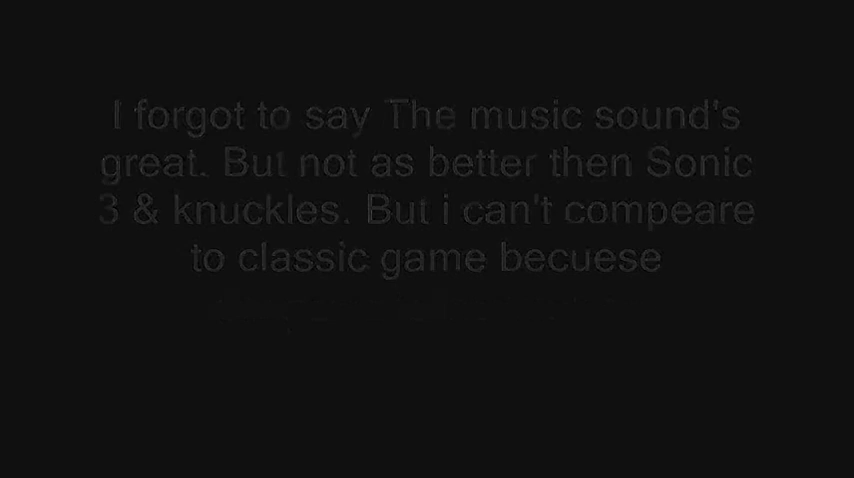 I forgot to say The music sound's
great. But not as better then Sonic
3 & knuckles. But i can't compeare
to classic game becuese